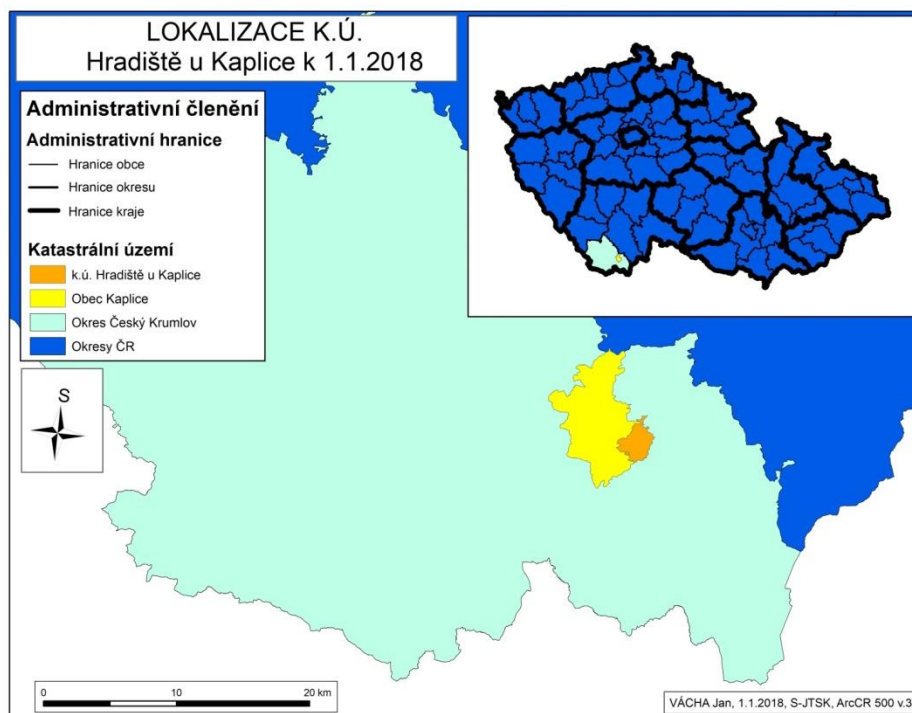 LOKALIZACE K.Ú.
Hradiště u Kaplice k 1.1.2018
Administrativní členění
Administrativní hranice
Hranice obce
Hranice okresu
Hranice kraje
Katastrální území
k.ú. Hradiště u Kaplice
Obec Kaplice
Okres Český Krumlov
Okresy ČR
S
0 10 20 km
VÁCHA Jan, 1.1.2018, S-JTSK, ArcCR 500 v.3